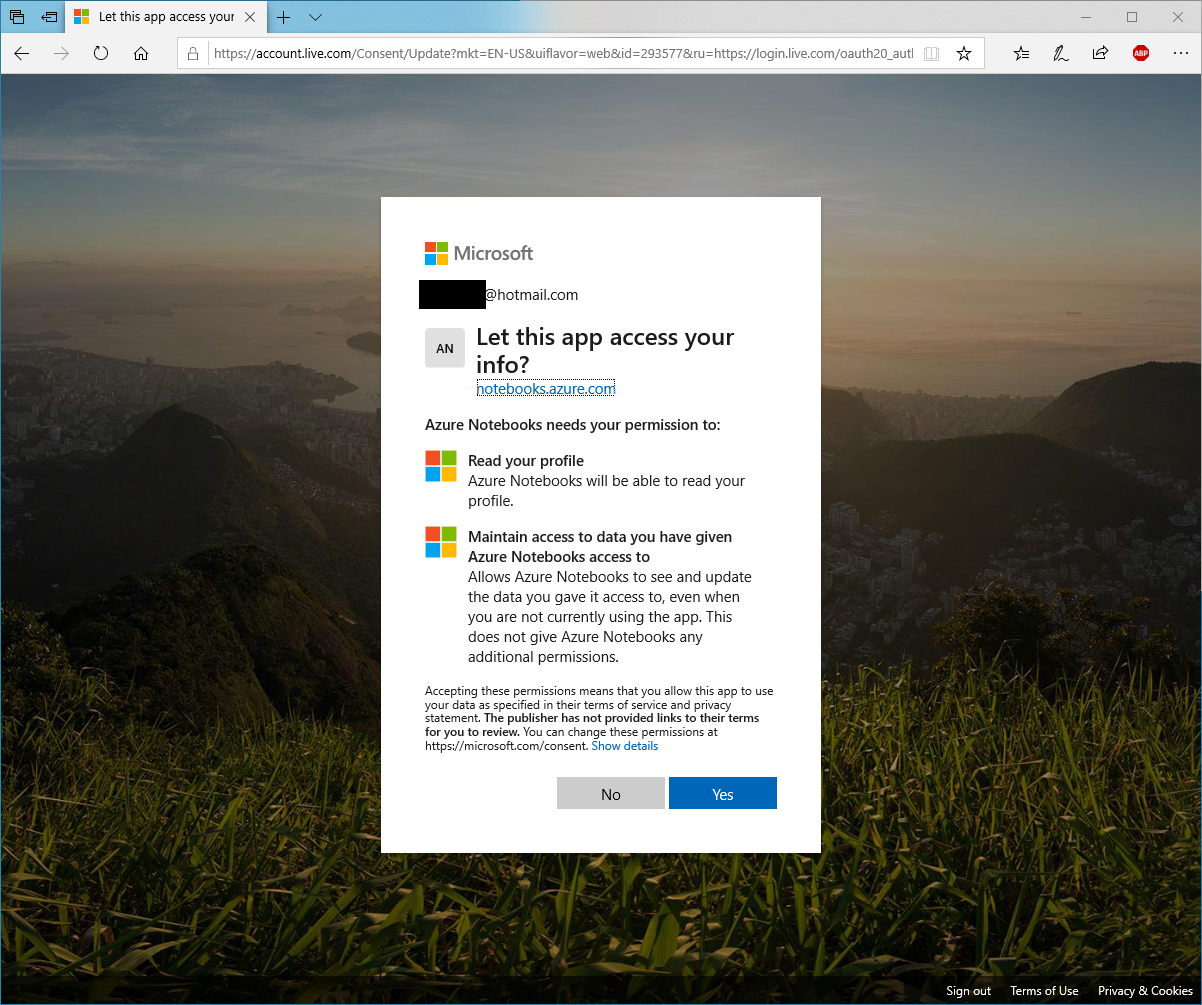 Let this app access your
https://account.live.com/Consent/Update?mkt=EN-US&uiflavor=web&id=293577&ru=https://login.live.com/oauth20_aut
ABP
Microsoft
@hotmail.com
AN
Let this app access your
info?
notebooks.azure.com
Azure Notebooks needs your permission to:
Read your profile
Azure Notebooks will be able to read your
profile.
Maintain access to data you have given
Azure Notebooks access to
Allows Azure Notebooks to see and update
the data you gave it access to, even when
you are not currently using the app. This
does not give Azure Notebooks any
additional permissions.
Accepting these permissions means that you allow this app to use
your data as specified in their terms of service and privacy
statement. The publisher has not provided links to their terms
for you to review. You can change these permissions at
https://microsoft.com/consent. Show details
No
Yes
Sign out Terms of Use Privacy & Cookies